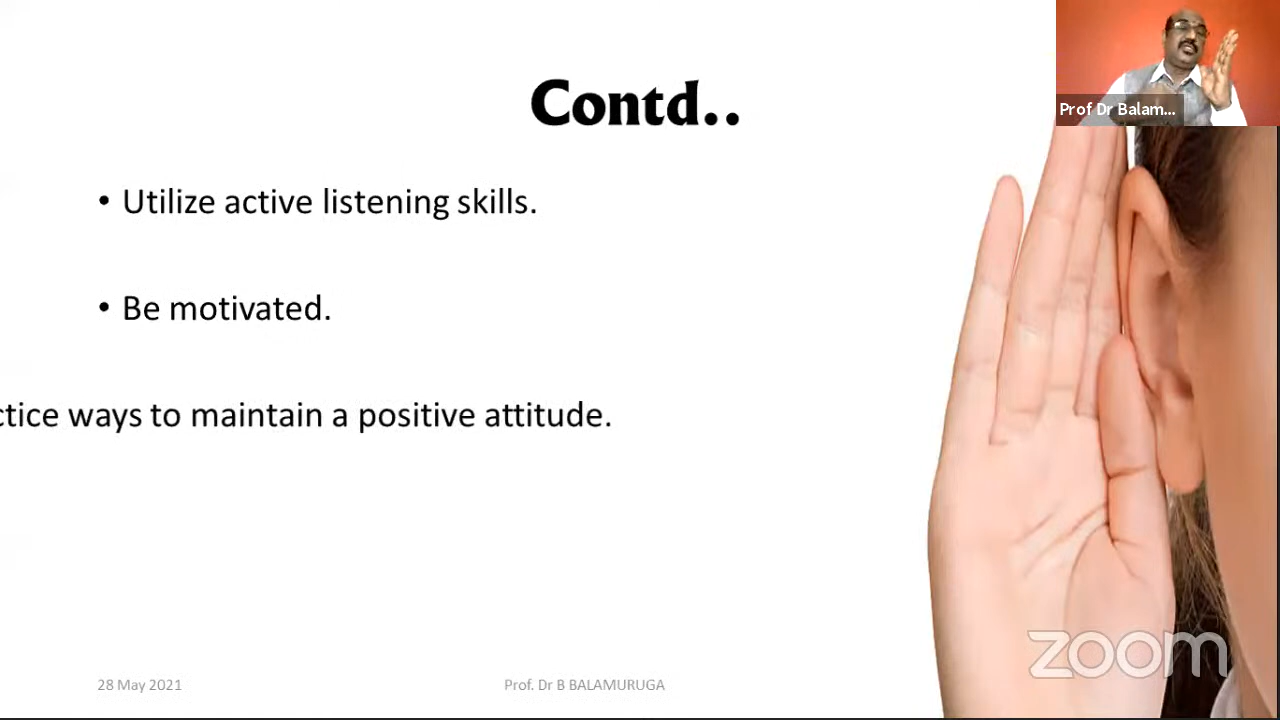 Contd..
• Utilize active listening skills.
• Be motivated.
ctice ways to maintain a positive attitude.
28 May 2021
Prof. Dr B BALAMURUGA
Prof Dr Balam...
zoom